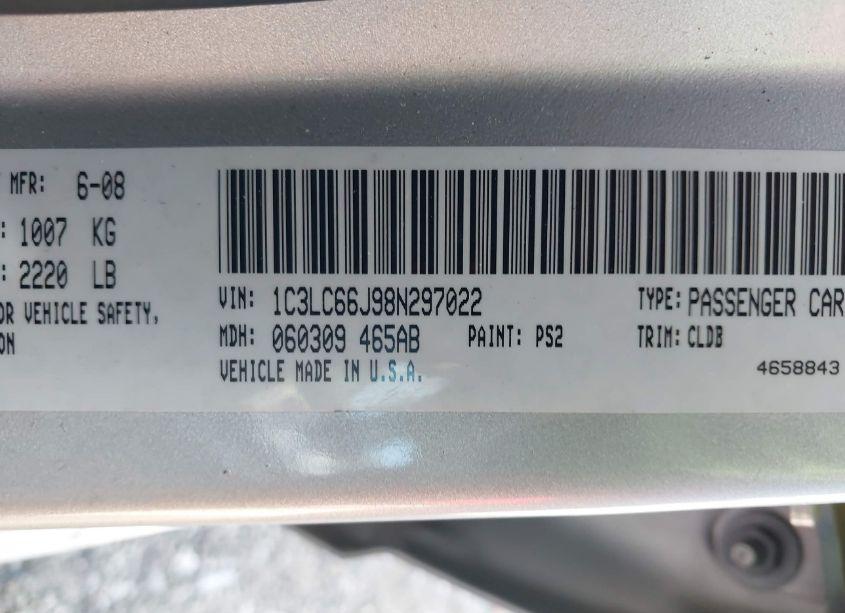 MFR: 6-08
: 1007 KG
: 2220 LB
OR VEHICLE SAFETY,
ON
VIN: 1C3LC66J98N297022
TYPE: PASSENGER CAR
MDH: 060309 465AB
PAINT: PS2
TRIM: CLDB
VEHICLE MADE IN U.S.A.
4658843